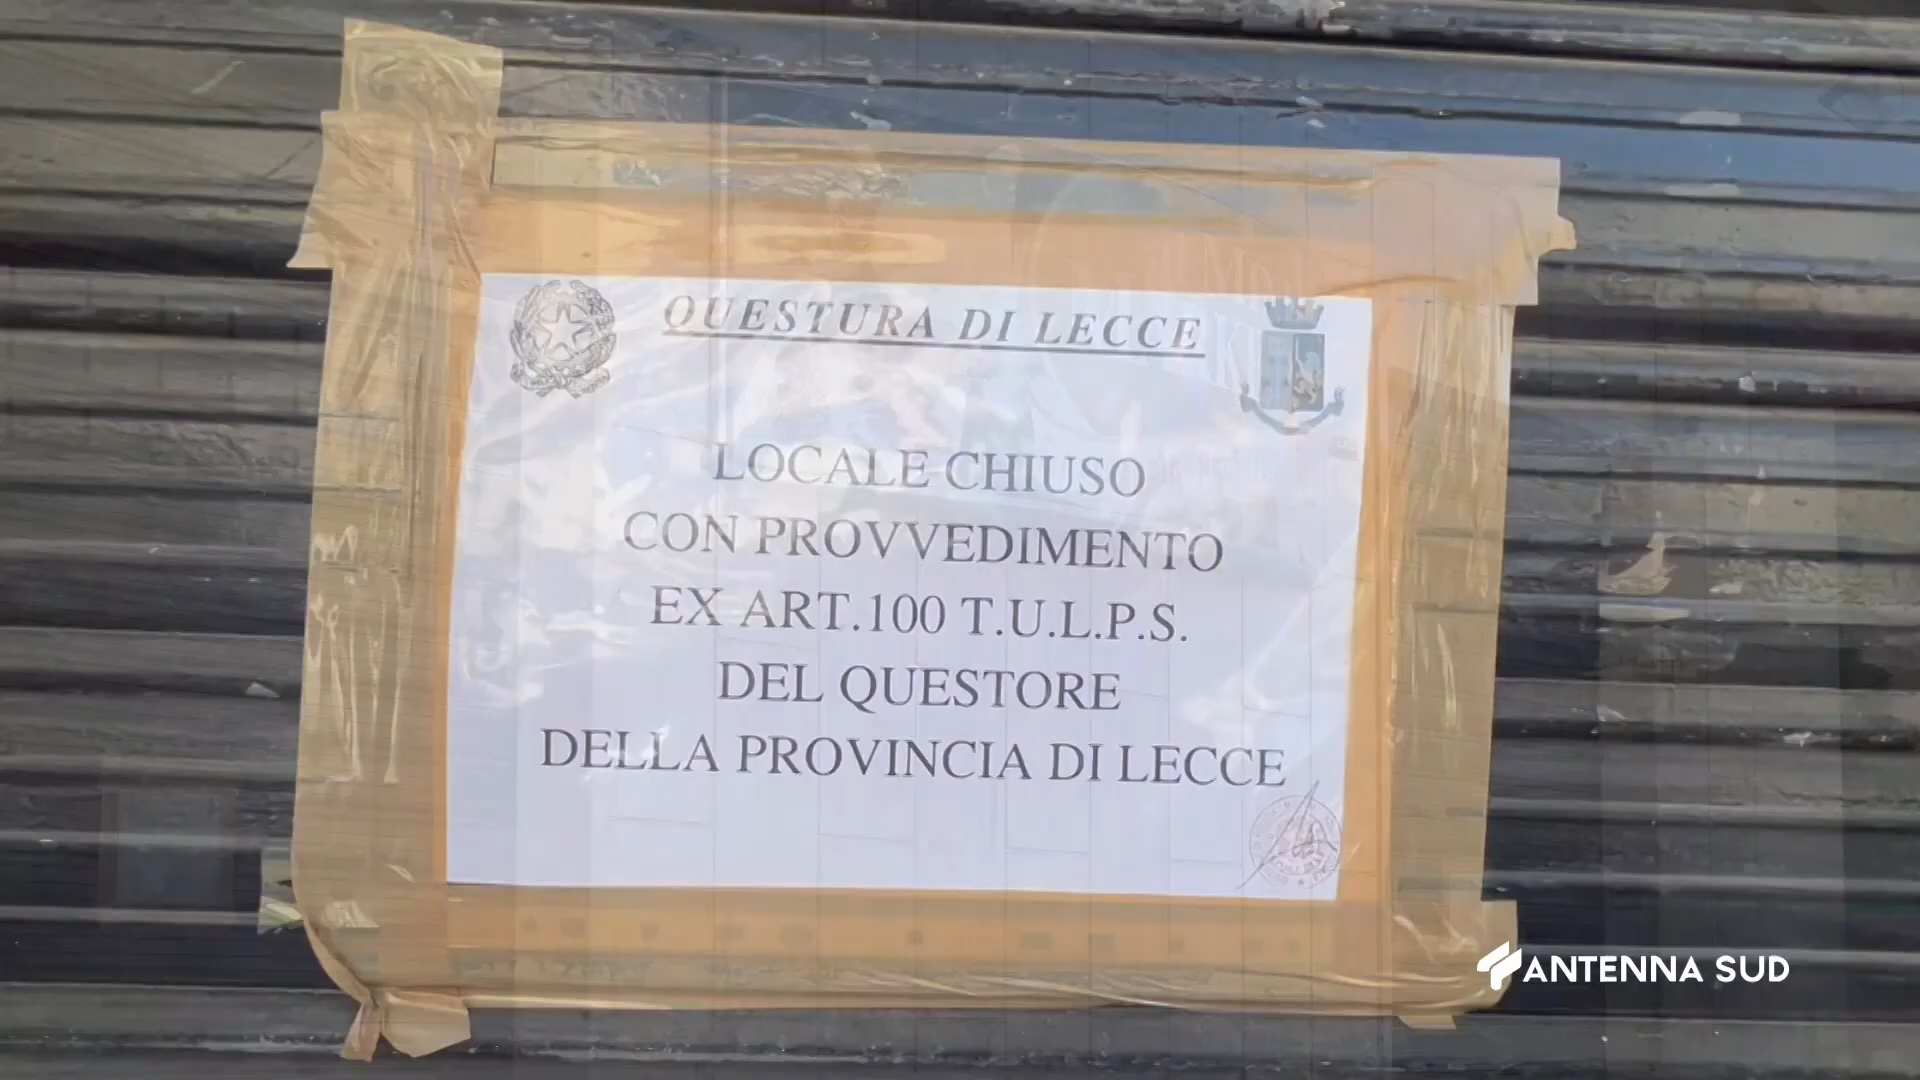 QUESTURA DI LECCE
LOCALE CHIUSO
CON PROVVEDIMENTO
EX ART.100 T.U.L.P.S.
DEL QUESTORE
DELLA PROVINCIA DI LECCE
ANTENNA SUD